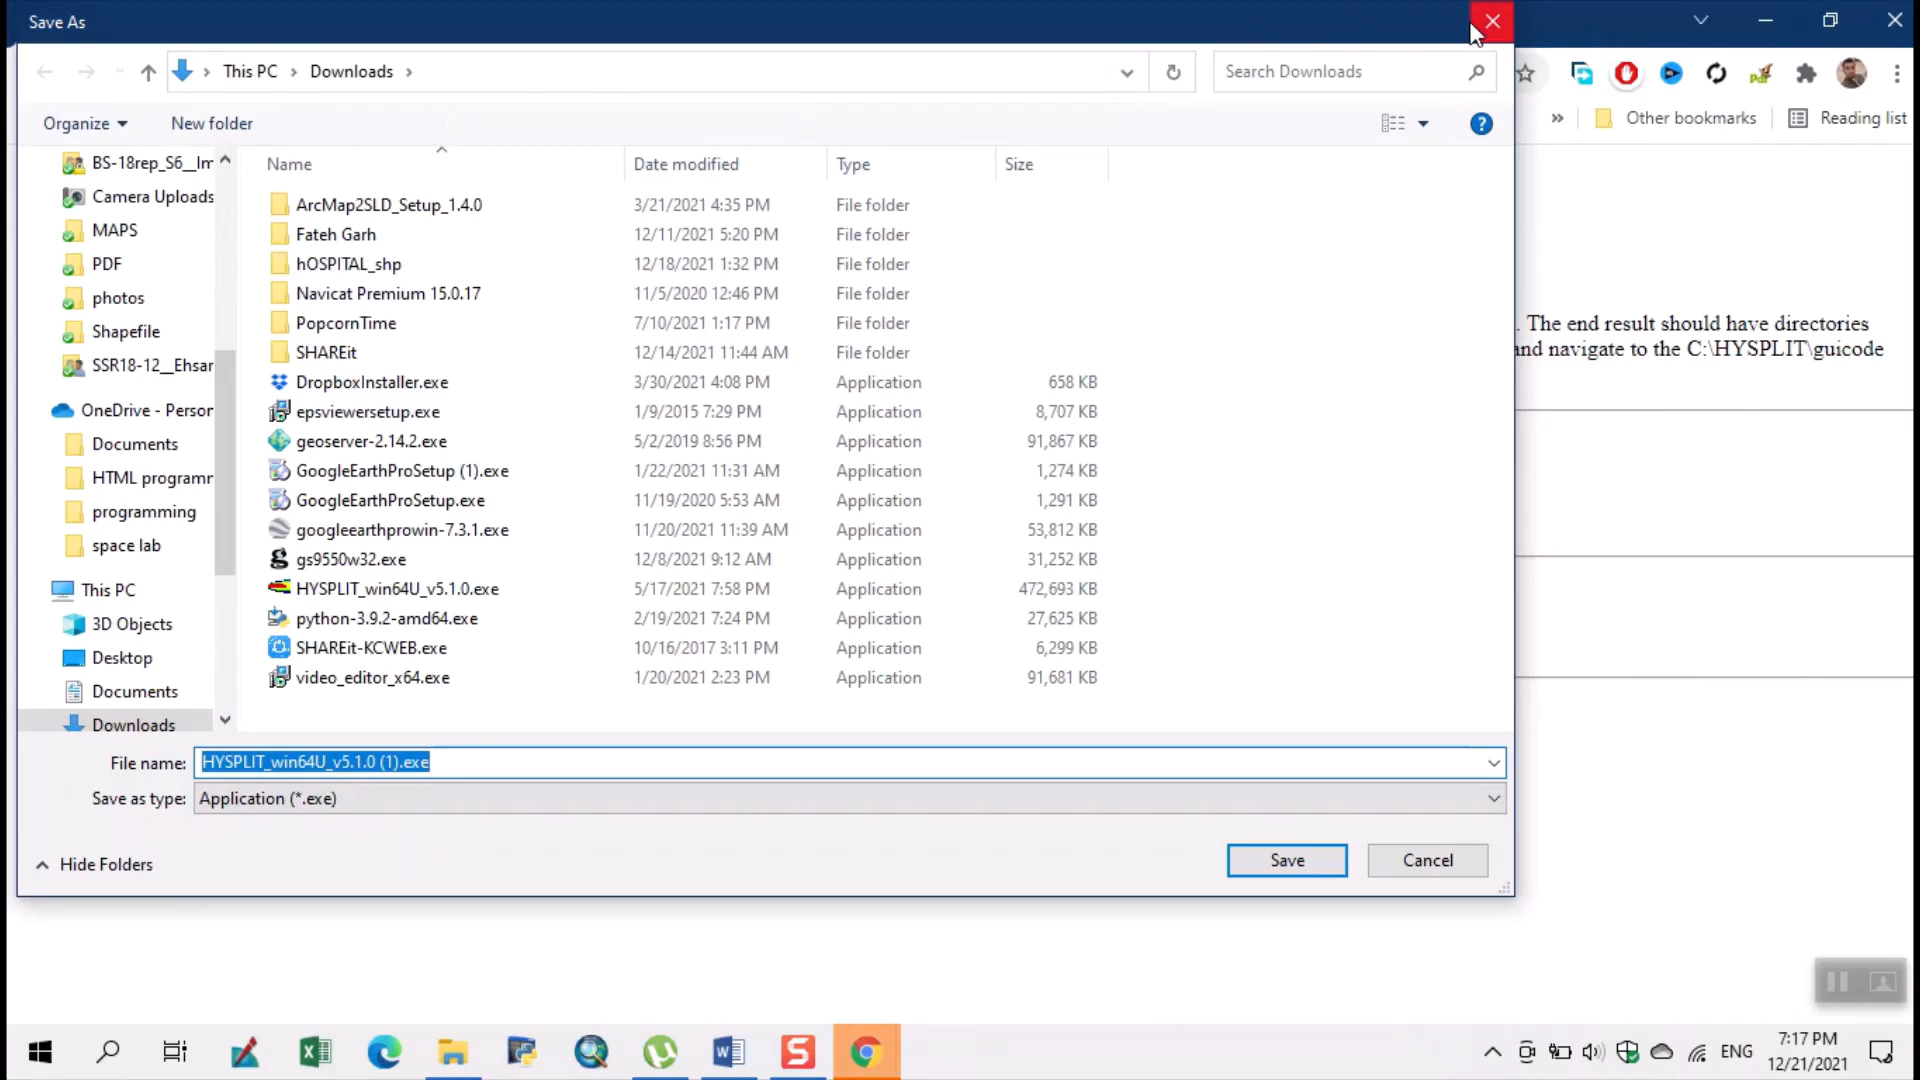 Save As
This PC > Downloads >
Search Downloads
Organize
New folder
Other bookmarks
Reading list
BS-18rep_S6__Im
Camera Uploads
MAPS
PDF
photos
Shapefile
SSR18-12__Ehsar
OneDrive - Person
Documents
HTML programm
programming
space lab
This PC
3D Objects
Desktop
Documents
Downloads
Name Date modified Type Size
ArcMap2SLD_Setup_1.4.0 3/21/2021 4:35 PM File folder
Fateh Garh 12/11/2021 5:20 PM File folder
hOSPITAL_shp 12/18/2021 1:32 PM File folder
Navicat Premium 15.0.17 11/5/2020 12:46 PM File folder
PopcornTime 7/10/2021 1:17 PM File folder
SHAREit 12/14/2021 11:44 AM File folder
DropboxInstaller.exe 3/30/2021 4:08 PM Application 658 KB
epsviewersetup.exe 1/9/2015 7:29 PM Application 8,707 KB
geoserver-2.14.2.exe 5/2/2019 8:56 PM Application 91,867 KB
GoogleEarthProSetup (1).exe 1/22/2021 11:31 AM Application 1,274 KB
GoogleEarthProSetup.exe 11/19/2020 5:53 AM Application 1,291 KB
googleearthprowin-7.3.1.exe 11/20/2021 11:39 AM Application 53,812 KB
gs9550w32.exe 12/8/2021 9:12 AM Application 31,252 KB
HYSPLIT_win64U_v5.1.0.exe 5/17/2021 7:58 PM Application 472,693 KB
python-3.9.2-amd64.exe 2/19/2021 7:24 PM Application 27,625 KB
SHAREit-KCWEB.exe 10/16/2017 3:11 PM Application 6,299 KB
video_editor_x64.exe 1/20/2021 2:23 PM Application 91,681 KB
. The end result should have directories
and navigate to the C:\HYSPLIT\guicode
File name: HYSPLIT_win64U_v5.1.0 (1).exe
Save as type: Application (*.exe)
Hide Folders
Save
Cancel
ENG
7:17 PM
12/21/2021